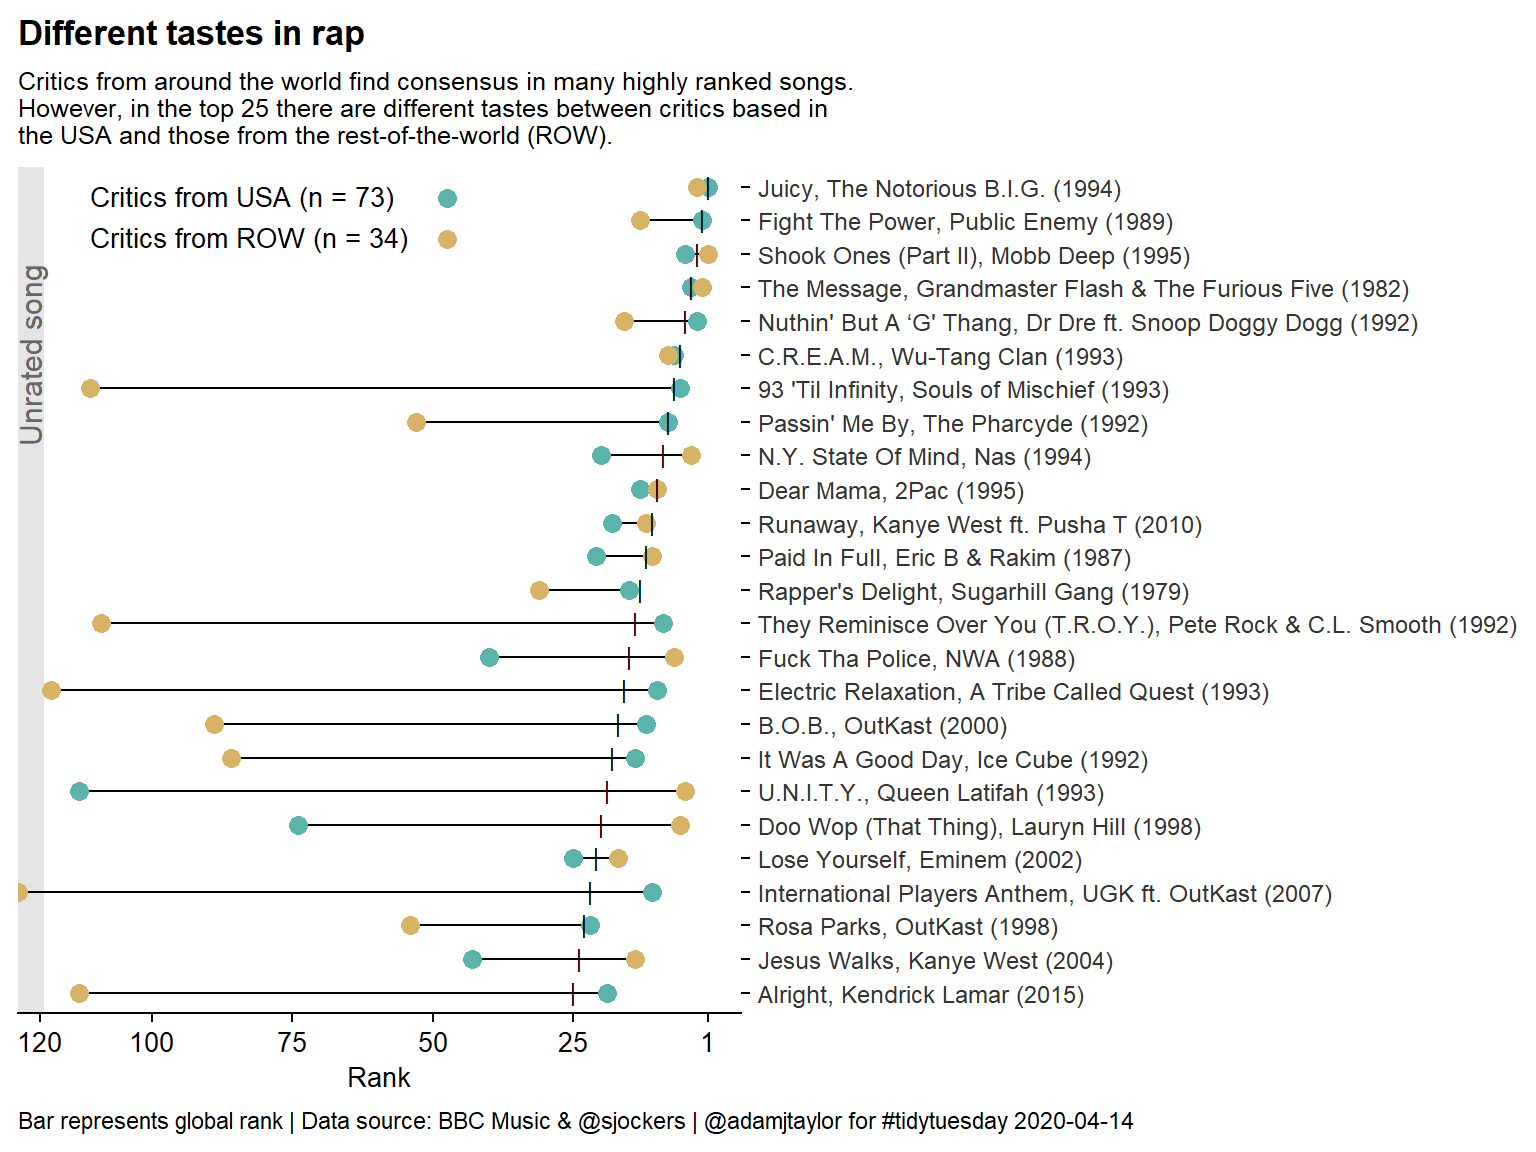 Different tastes in rap
Critics from around the world find consensus in many highly ranked songs.
However, in the top 25 there are different tastes between critics based in
the USA and those from the rest-of-the-world (ROW).
Critics from USA (n = 73)
Critics from ROW (n = 34)
Unrated song
Juicy, The Notorious B.I.G. (1994)
Fight The Power, Public Enemy (1989)
Shook Ones (Part II), Mobb Deep (1995)
The Message, Grandmaster Flash & The Furious Five (1982)
Nuthin' But A ‘G' Thang, Dr Dre ft. Snoop Doggy Dogg (1992)
C.R.E.A.M., Wu-Tang Clan (1993)
93 'Til Infinity, Souls of Mischief (1993)
Passin' Me By, The Pharcyde (1992)
N.Y. State Of Mind, Nas (1994)
Dear Mama, 2Pac (1995)
Runaway, Kanye West ft. Pusha T (2010)
Paid In Full, Eric B & Rakim (1987)
Rapper's Delight, Sugarhill Gang (1979)
They Reminisce Over You (T.R.O.Y.), Pete Rock & C.L. Smooth (1992)
Fuck Tha Police, NWA (1988)
Electric Relaxation, A Tribe Called Quest (1993)
B.O.B., OutKast (2000)
It Was A Good Day, Ice Cube (1992)
U.N.I.T.Y., Queen Latifah (1993)
Doo Wop (That Thing), Lauryn Hill (1998)
Lose Yourself, Eminem (2002)
International Players Anthem, UGK ft. OutKast (2007)
Rosa Parks, OutKast (1998)
Jesus Walks, Kanye West (2004)
Alright, Kendrick Lamar (2015)
120 100 75 50 25 1
Rank
Bar represents global rank | Data source: BBC Music & @sjockers | @adamjtaylor for #tidytuesday 2020-04-14